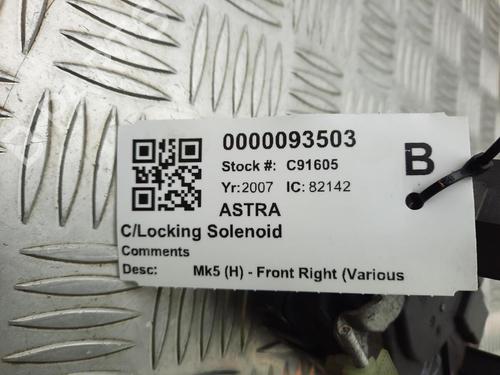 0000093503
Stock #: C91605
B
Yr: 2007 IC: 82142
ASTRA
C/Locking Solenoid
Comments
Desc: Mk5 (H) - Front Right (Various